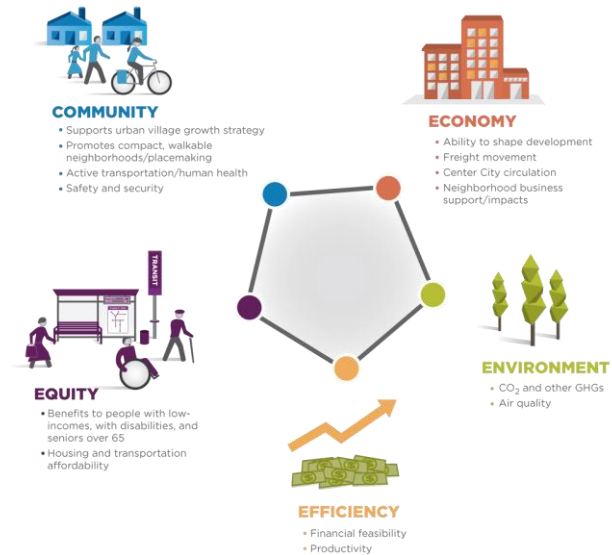 COMMUNITY
• Supports urban village growth strategy
• Promotes compact, walkable
neighborhoods/placemaking
• Active transportation/human health
• Safety and security
ECONOMY
• Ability to shape development
• Freight movement
• Center City circulation
• Neighborhood business
support/impacts
TRANSIT
EQUITY
• Benefits to people with low-
incomes, with disabilities, and
seniors over 65
• Housing and transportation
affordability
ENVIRONMENT
• CO₂ and other GHGs
• Air quality
EFFICIENCY
• Financial feasibility
• Productivity